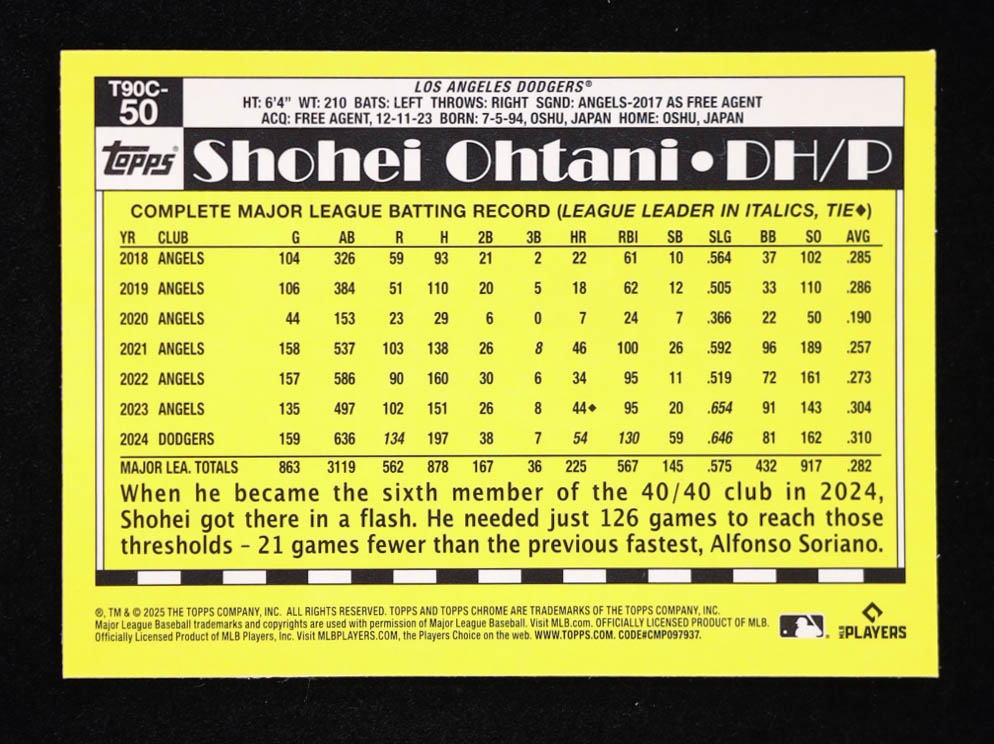 T90C-
50
LOS ANGELES DODGERS®
HT: 6'4" WT: 210 BATS: LEFT THROWS: RIGHT SGND: ANGELS-2017 AS FREE AGENT
ACQ: FREE AGENT, 12-11-23 BORN: 7-5-94, OSHU, JAPAN HOME: OSHU, JAPAN
Topps® Shohei Ohtani • DH/P
COMPLETE MAJOR LEAGUE BATTING RECORD (LEAGUE LEADER IN ITALICS, TIE◆)
YR CLUB G AB R H 2B 3B HR RBI SB SLG BB SO AVG
2018 ANGELS 104 326 59 93 21 2 22 61 10 .564 37 102 .285
2019 ANGELS 106 384 51 110 20 5 18 62 12 .505 33 110 .286
2020 ANGELS 44 153 23 29 6 0 7 24 7 .366 22 50 .190
2021 ANGELS 158 537 103 138 26 8 46 100 26 .592 96 189 .257
2022 ANGELS 157 586 90 160 30 6 34 95 11 .519 72 161 .273
2023 ANGELS 135 497 102 151 26 8 44◆ 95 20 .654 91 143 .304
2024 DODGERS 159 636 134 197 38 7 54 130 59 .646 81 162 .310
MAJOR LEA. TOTALS 863 3119 562 878 167 36 225 567 145 .575 432 917 .282
When he became the sixth member of the 40/40 club in 2024,
Shohei got there in a flash. He needed just 126 games to reach those
thresholds – 21 games fewer than the previous fastest, Alfonso Soriano.
®, TM & © 2025 THE TOPPS COMPANY, INC. ALL RIGHTS RESERVED. TOPPS AND TOPPS CHROME ARE TRADEMARKS OF THE TOPPS COMPANY, INC.
Major League Baseball trademarks and copyrights are used with permission of Major League Baseball. Visit MLB.com. OFFICIALLY LICENSED PRODUCT OF MLB.
Officially Licensed Product of MLB Players, Inc. Visit MLBPLAYERS.COM, the Players Choice on the web. WWW.TOPPS.COM. CODE#CMP097937.
MLB PLAYERS